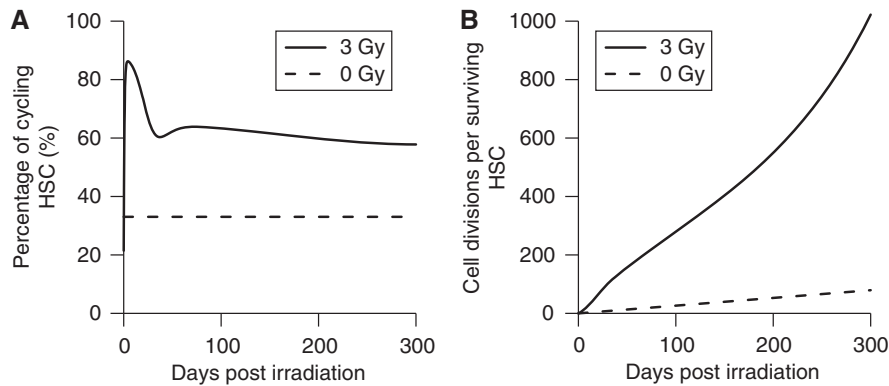 A
100
80
60
40
20
0
Percentage of cycling
HSC (%)
3 Gy
0 Gy
0
100
200
300
Days post irradiation
B
1000
800
600
400
200
0
Cell divisions per surviving
HSC
3 Gy
0 Gy
0
100
200
300
Days post irradiation